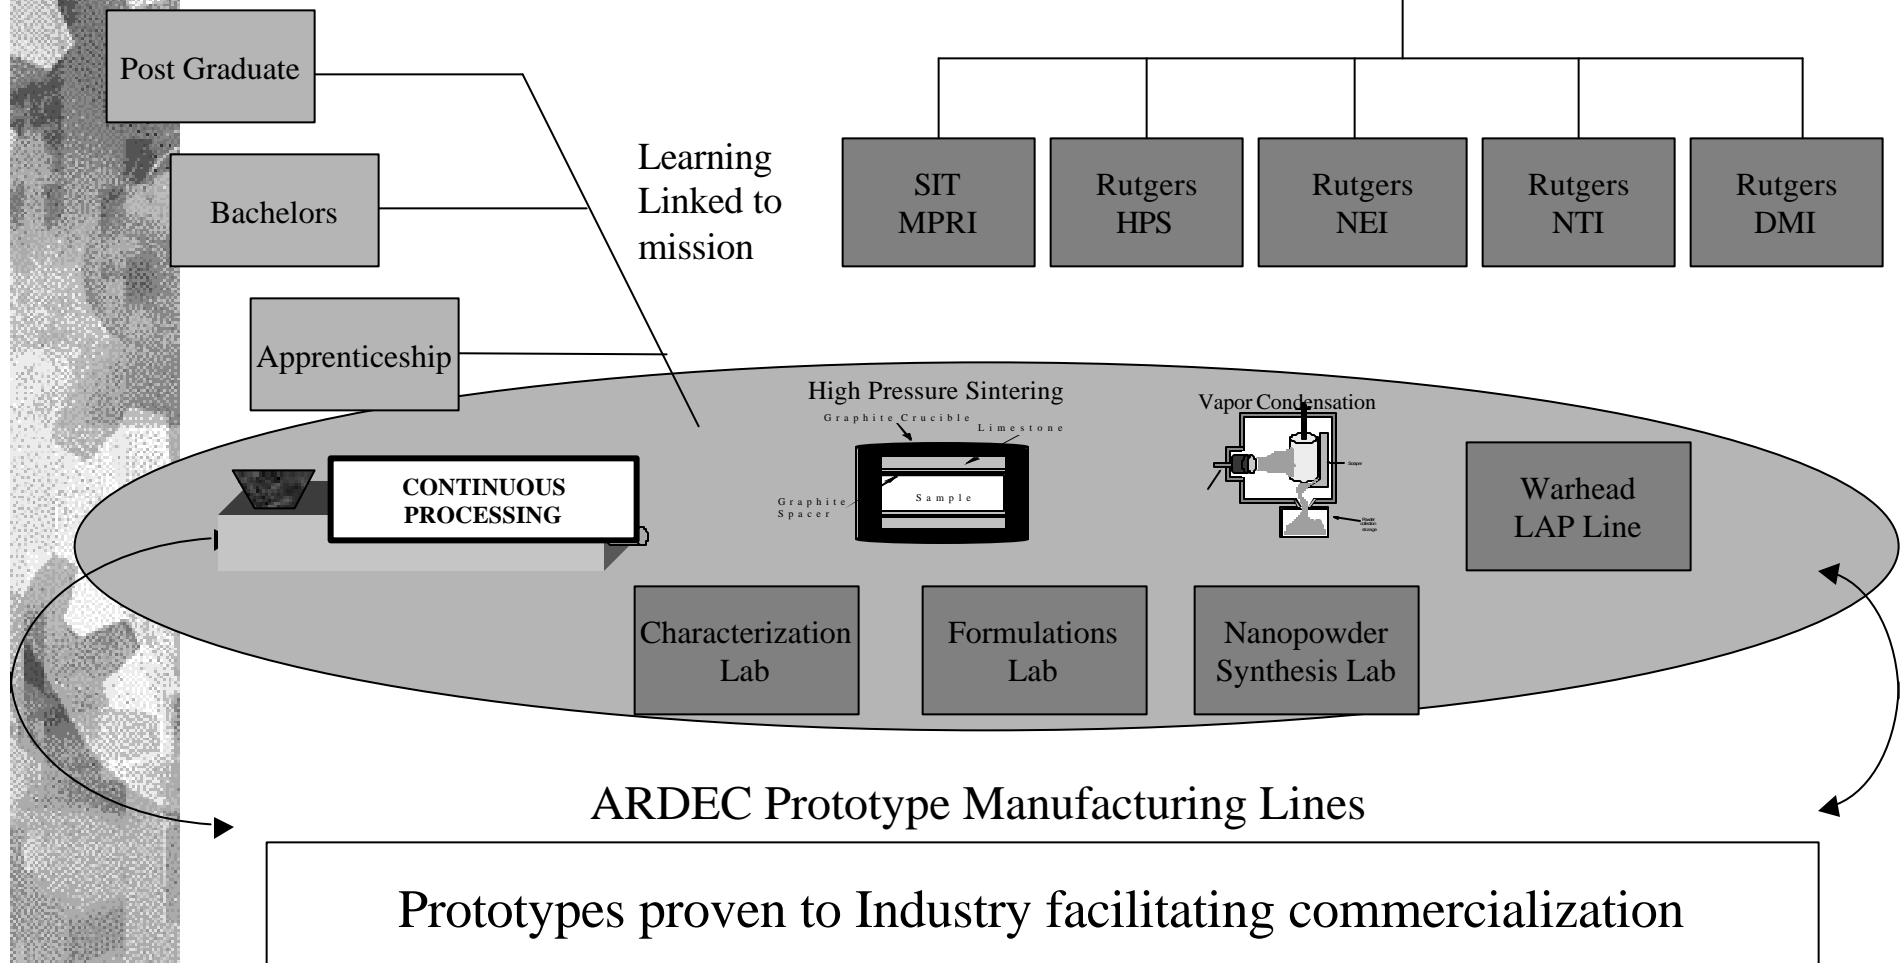 Post Graduate
Bachelors
Apprenticeship
Learning
Linked to
mission
SIT
MPRI
Rutgers
HPS
Rutgers
NEI
Rutgers
NTI
Rutgers
DMI
High Pressure Sintering
Graphite Crucible
Limestone
Graphite
Spacer
Sample
Vapor Condensation
CONTINUOUS
PROCESSING
Warhead
LAP Line
Characterization
Lab
Formulations
Lab
Nanopowder
Synthesis Lab
ARDEC Prototype Manufacturing Lines
Prototypes proven to Industry facilitating commercialization